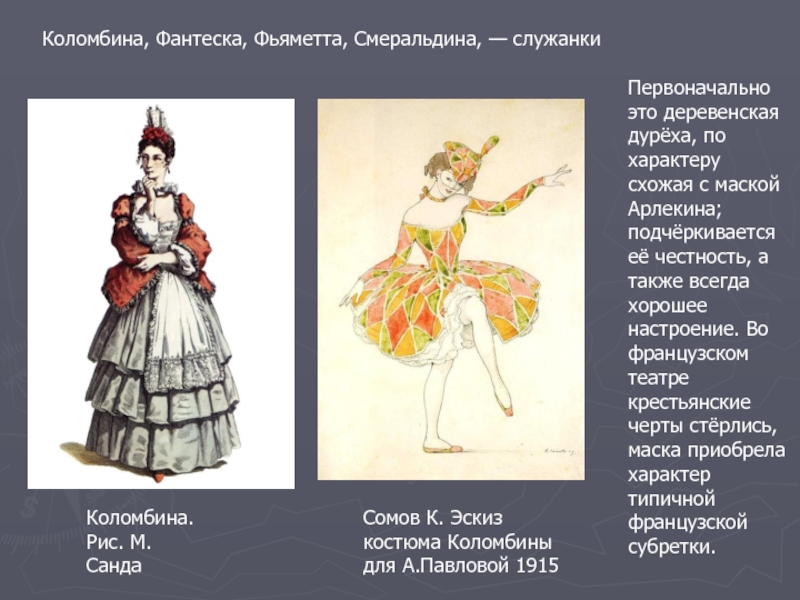 Коломбина, Фантеска, Фьяметта, Смеральдина, — служанки
Первоначально
это деревенская
дурёха, по
характеру
схожая с маской
Арлекина;
подчёркивается
её честность, а
также всегда
хорошее
настроение. Во
французском
театре
крестьянские
черты стёрлись,
маска приобрела
характер
типичной
французской
субретки.
Коломбина.
Рис. М.
Санда
Сомов К. Эскиз
костюма Коломбины
для А.Павловой 1915